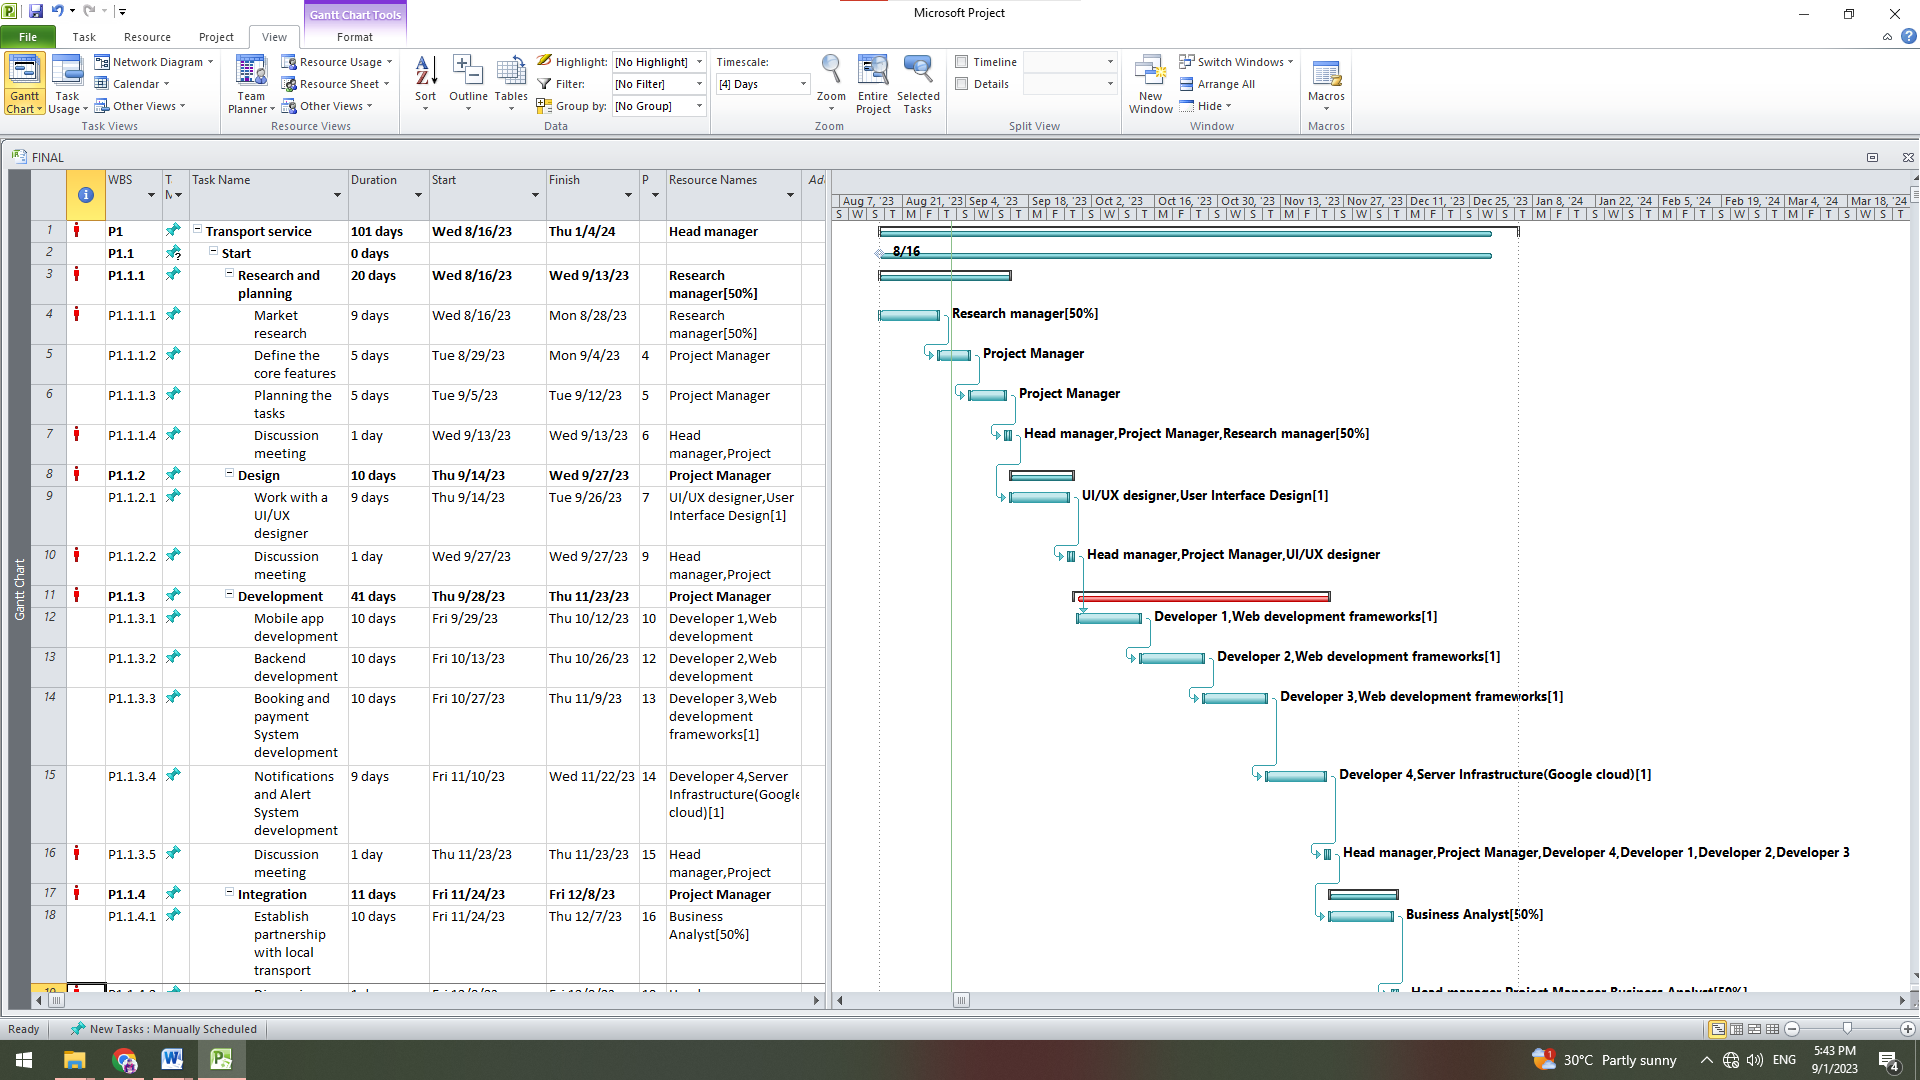 Gantt Chart Tools
Microsoft Project
File Task Resource Project View Format
Gantt Chart
Task Usage
Network Diagram
Calendar
Other Views
Task Views
Team Planner
Resource Usage
Resource Sheet
Other Views
Resource Views
Sort
Outline
Tables
Highlight: [No Highlight]
Filter: [No Filter]
Group by: [No Group]
Data
Timescale:
[4] Days
Zoom
Entire Project
Selected Tasks
Zoom
Timeline
Details
Split View
New Window
Switch Windows
Arrange All
Hide
Window
Macros
Macros
FINAL
WBS T M Task Name Duration Start Finish P Resource Names
Aug 7, '23 Aug 21, '23 Sep 4, '23 Sep 18, '23 Oct 2, '23 Oct 16, '23 Oct 30, '23 Nov 13, '23 Nov 27, '23 Dec 11, '23 Dec 25, '23 Jan 8, '24 Jan 22, '24 Feb 5, '24 Feb 19, '24 Mar 4, '24 Mar 18, '24
S W S T M F T S W S T M F T S W S T M F T S W S T M F T S W S T M F T S W S T M F T S W S T M F T S W S T M F T S W S T
1 P1 Transport service 101 days Wed 8/16/23 Thu 1/4/24 Head manager
2 P1.1 Start 0 days
8/16
3 P1.1.1 Research and planning 20 days Wed 8/16/23 Wed 9/13/23 Research manager[50%]
4 P1.1.1.1 Market research 9 days Wed 8/16/23 Mon 8/28/23 Research manager[50%]
Research manager[50%]
5 P1.1.1.2 Define the core features 5 days Tue 8/29/23 Mon 9/4/23 4 Project Manager
Project Manager
6 P1.1.1.3 Planning the tasks 5 days Tue 9/5/23 Tue 9/12/23 5 Project Manager
Project Manager
7 P1.1.1.4 Discussion meeting 1 day Wed 9/13/23 Wed 9/13/23 6 Head manager,Project
Head manager,Project Manager,Research manager[50%]
8 P1.1.2 Design 10 days Thu 9/14/23 Wed 9/27/23 Project Manager
9 P1.1.2.1 Work with a UI/UX designer 9 days Thu 9/14/23 Tue 9/26/23 7 UI/UX designer,User Interface Design[1]
UI/UX designer,User Interface Design[1]
10 P1.1.2.2 Discussion meeting 1 day Wed 9/27/23 Wed 9/27/23 9 Head manager,Project
Head manager,Project Manager,UI/UX designer
11 P1.1.3 Development 41 days Thu 9/28/23 Thu 11/23/23 Project Manager
12 P1.1.3.1 Mobile app development 10 days Fri 9/29/23 Thu 10/12/23 10 Developer 1,Web development
Developer 1,Web development frameworks[1]
13 P1.1.3.2 Backend development 10 days Fri 10/13/23 Thu 10/26/23 12 Developer 2,Web development
Developer 2,Web development frameworks[1]
14 P1.1.3.3 Booking and payment System development 10 days Fri 10/27/23 Thu 11/9/23 13 Developer 3,Web development frameworks[1]
Developer 3,Web development frameworks[1]
15 P1.1.3.4 Notifications and Alert System development 9 days Fri 11/10/23 Wed 11/22/23 14 Developer 4,Server Infrastructure(Google cloud)[1]
Developer 4,Server Infrastructure(Google cloud)[1]
16 P1.1.3.5 Discussion meeting 1 day Thu 11/23/23 Thu 11/23/23 15 Head manager,Project
Head manager,Project Manager,Developer 4,Developer 1,Developer 2,Developer 3
17 P1.1.4 Integration 11 days Fri 11/24/23 Fri 12/8/23 Project Manager
18 P1.1.4.1 Establish partnership with local transport 10 days Fri 11/24/23 Thu 12/7/23 16 Business Analyst[50%]
Business Analyst[50%]
Head manager,Project Manager,Business Analyst[50%]
Gantt Chart
Ready New Tasks : Manually Scheduled
30°C Partly sunny
ENG
5:43 PM
9/1/2023
4